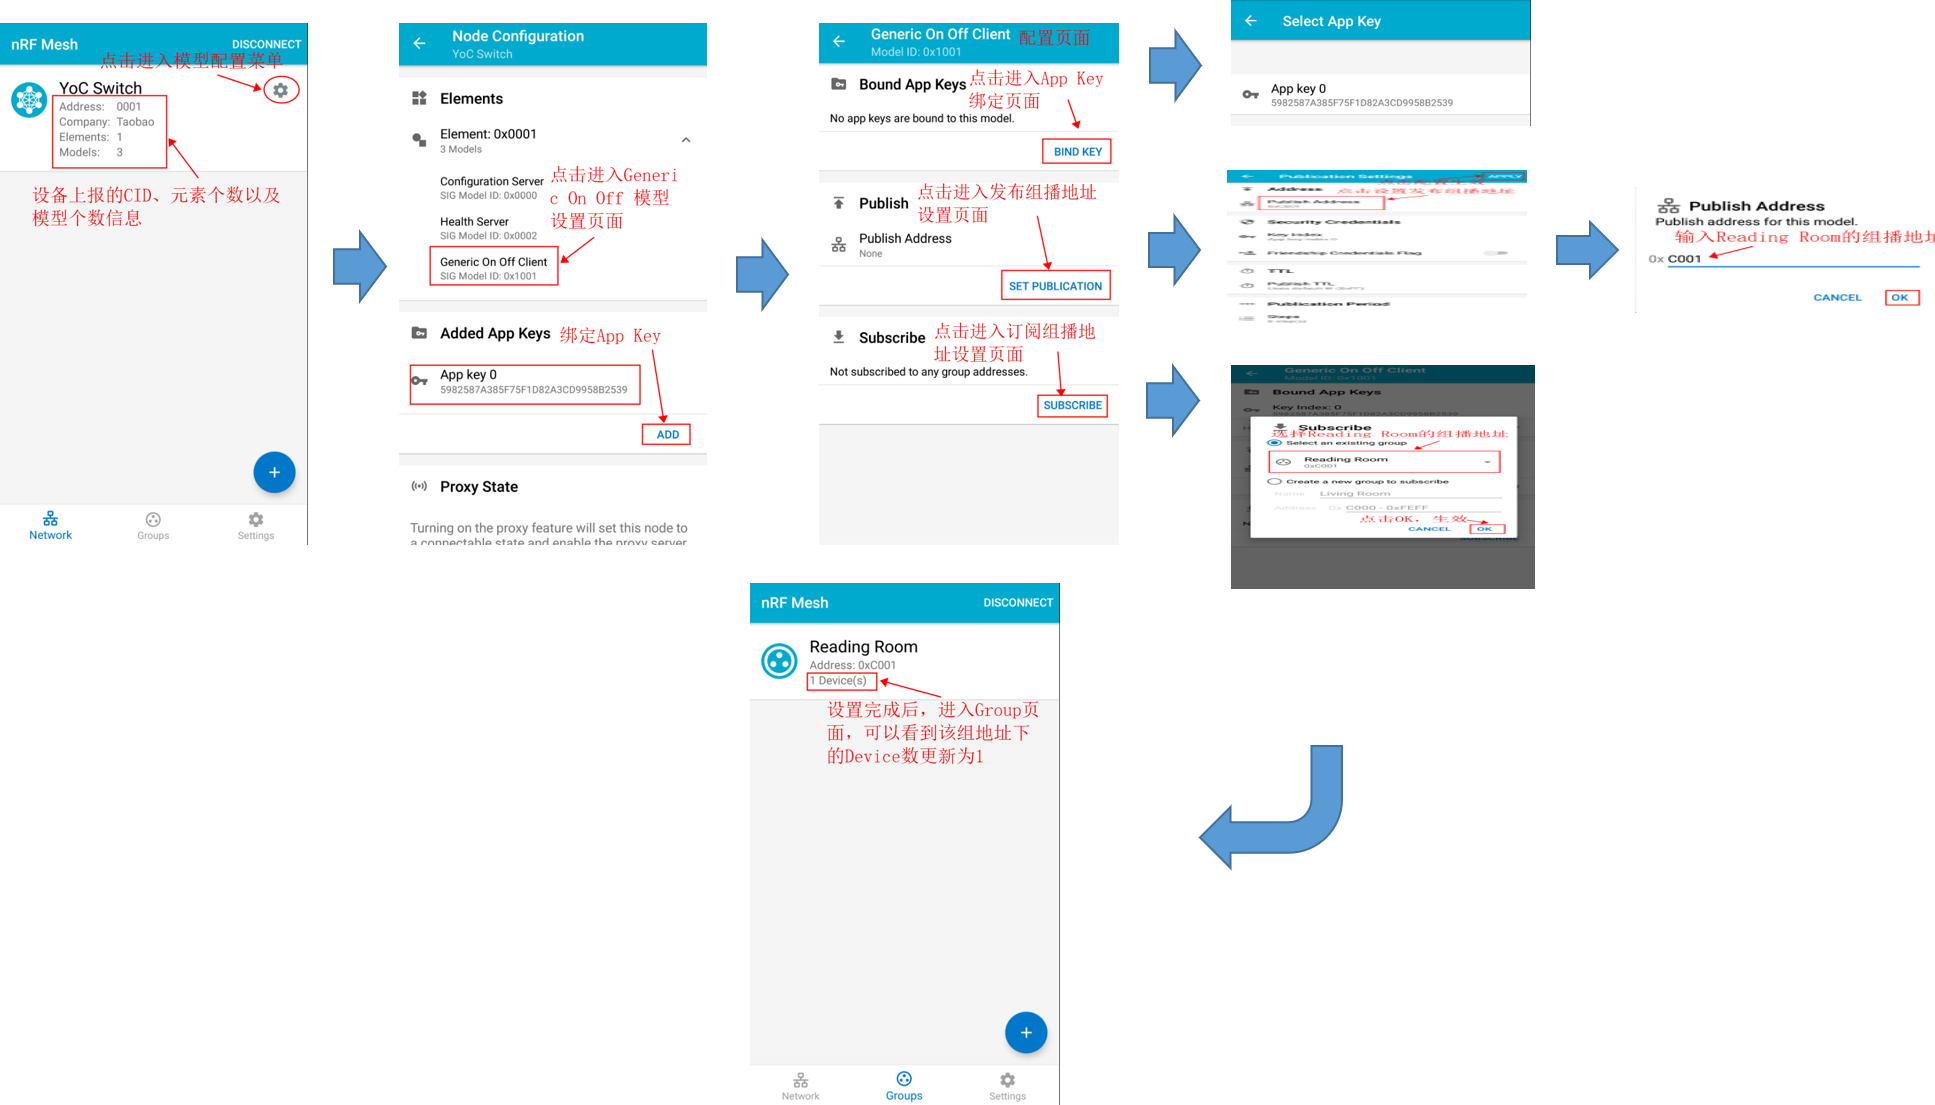 nRF Mesh
DISCONNECT
点击进入模型配置菜单
YoC Switch
Address: 0001
Company: Taobao
Elements: 1
Models: 3
设备上报的CID、元素个数以及
模型个数信息
Network
Groups
Settings
Node Configuration
YoC Switch
Elements
Element: 0x0001
3 Models
Configuration Server
SIG Model ID: 0x0000
Health Server
SIG Model ID: 0x0002
Generic On Off Client
SIG Model ID: 0x1001
点击进入Generi
c On Off 模型
设置页面
Added App Keys
绑定App Key
App key 0
5982587A385F75F1D82A3CD9958B2539
ADD
Proxy State
Turning on the proxy feature will set this node to
a connectable state and enable the proxy server
Generic On Off Client
配置页面
Model ID: 0x1001
Bound App Keys
点击进入App Key
绑定页面
No app keys are bound to this model.
BIND KEY
点击进入发布组播地址
设置页面
Publish
Publish Address
None
SET PUBLICATION
Subscribe
点击进入订阅组播地
址设置页面
Not subscribed to any group addresses.
SUBSCRIBE
Select App Key
App key 0
5982587A385F75F1D82A3CD9958B2539
Publication Settings
APPLY
Address
点击设置发布组播地址
Publish Address
Security Credentials
Key Index
Friendship Credentials Flag
TTL
Publish TTL
Publication Period
Steps
Publish Address
Publish address for this model.
输入Reading Room的组播地址
0x C001
CANCEL
OK
Generic On Off Client
Model ID: 0x1001
Bound App Keys
Key Index: 0
5982587A385F75F1D82A3CD9958B2539
Subscribe
选择Reading Room的组播地址
Select an existing group
Reading Room
0xC001
Create a new group to subscribe
Name Living Room
Address 0x C000 - 0xFEFF
点击OK，生效
CANCEL
OK
SUBSCRIBE
nRF Mesh
DISCONNECT
Reading Room
Address: 0xC001
1 Device(s)
设置完成后，进入Group页
面，可以看到该组地址下
的Device数更新为1
Network
Groups
Settings